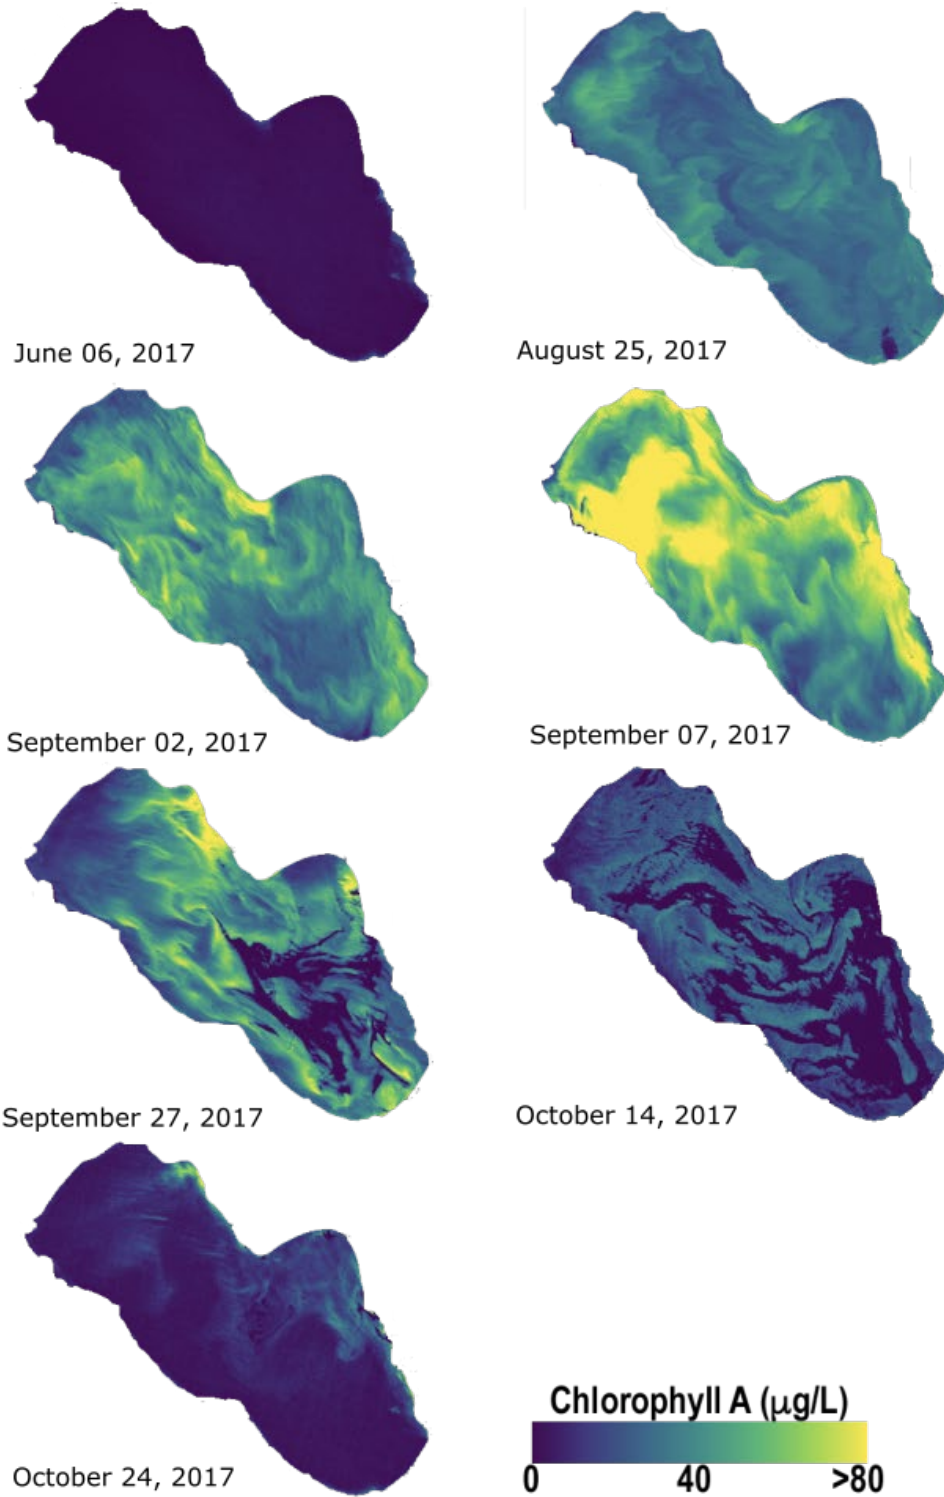 June 06, 2017
August 25, 2017
September 02, 2017
September 07, 2017
September 27, 2017
October 14, 2017
October 24, 2017
Chlorophyll A (µg/L)
0 40 >80